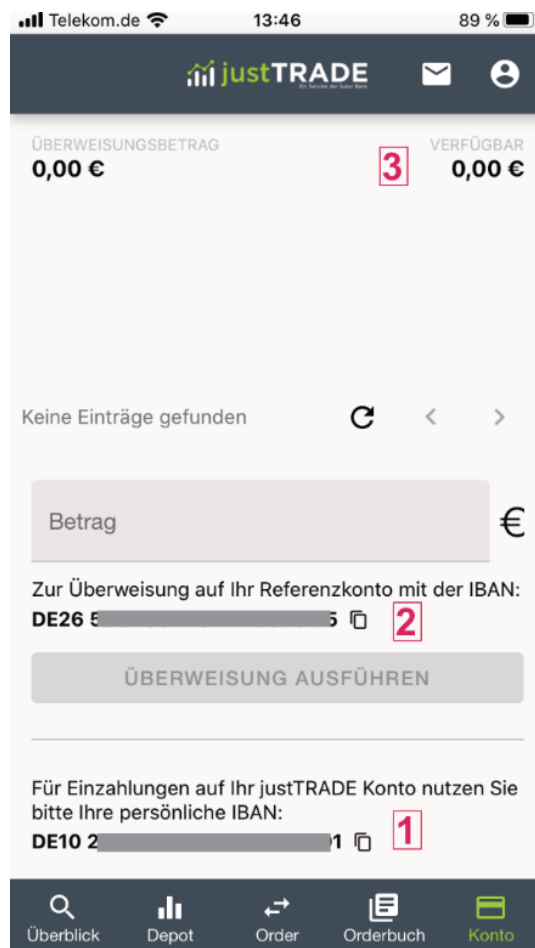 Telekom.de 13:46 89 %
justTRADE
Ein Service der Sutor Bank
ÜBERWEISUNGSBETRAG VERFÜGBAR
0,00 € 3 0,00 €
Keine Einträge gefunden
Betrag €
Zur Überweisung auf Ihr Referenzkonto mit der IBAN:
DE26 5 5 2
ÜBERWEISUNG AUSFÜHREN
Für Einzahlungen auf Ihr justTRADE Konto nutzen Sie
bitte Ihre persönliche IBAN:
DE10 2 1 1
Überblick Depot Order Orderbuch Konto